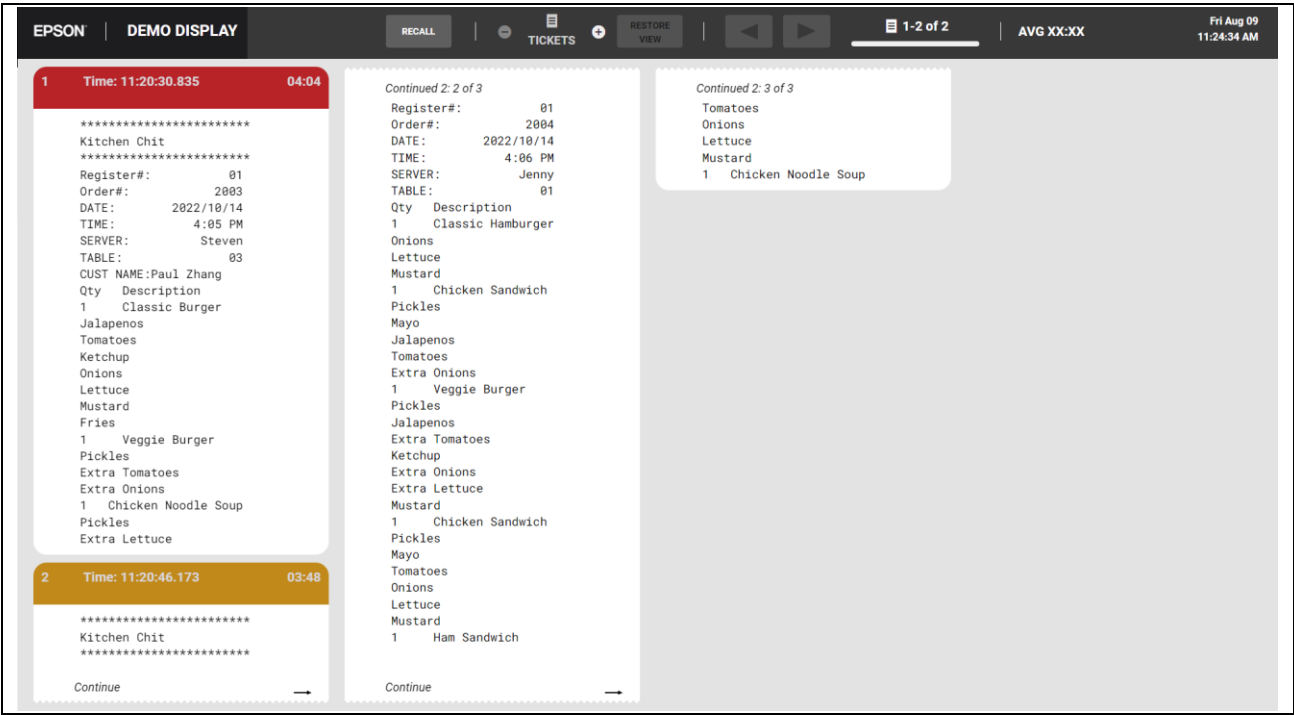 EPSON DEMO DISPLAY RECALL TICKETS RESTORE VIEW 1-2 of 2 AVG XX:XX Fri Aug 09 11:24:34 AM
1 Time: 11:20:30.835 04:04
************************
Kitchen Chit
************************
Register#: 01
Order#: 2003
DATE: 2022/10/14
TIME: 4:05 PM
SERVER: Steven
TABLE: 03
CUST NAME:Paul Zhang
Qty Description
1 Classic Burger
Jalapenos
Tomatoes
Ketchup
Onions
Lettuce
Mustard
Fries
1 Veggie Burger
Pickles
Extra Tomatoes
Extra Onions
1 Chicken Noodle Soup
Pickles
Extra Lettuce
2 Time: 11:20:46.173 03:48
************************
Kitchen Chit
************************
Continue →
Continued 2: 2 of 3
Register#: 01
Order#: 2004
DATE: 2022/10/14
TIME: 4:06 PM
SERVER: Jenny
TABLE: 01
Qty Description
1 Classic Hamburger
Onions
Lettuce
Mustard
1 Chicken Sandwich
Pickles
Mayo
Jalapenos
Tomatoes
Extra Onions
1 Veggie Burger
Pickles
Jalapenos
Extra Tomatoes
Ketchup
Extra Onions
Extra Lettuce
Mustard
1 Chicken Sandwich
Pickles
Mayo
Tomatoes
Onions
Lettuce
Mustard
1 Ham Sandwich
Continue →
Continued 2: 3 of 3
Tomatoes
Onions
Lettuce
Mustard
1 Chicken Noodle Soup